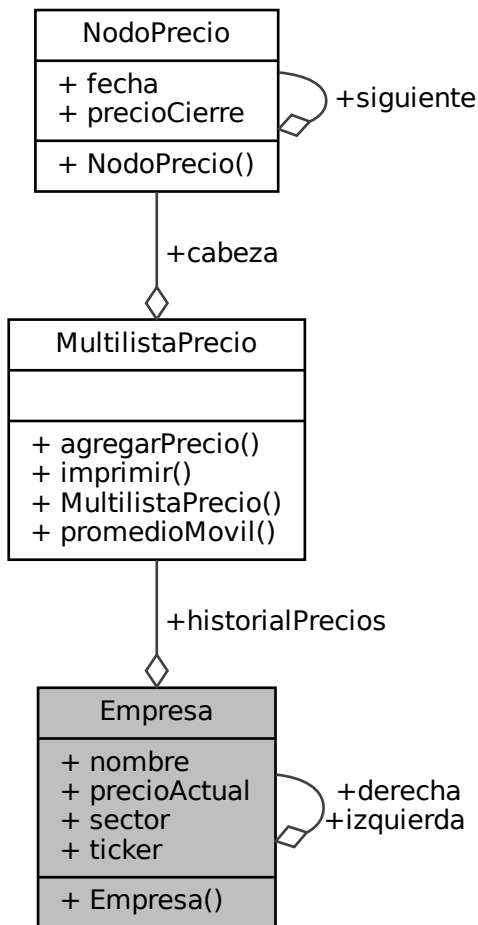 NodoPrecio
+ fecha
+ precioCierre
+ NodoPrecio()
+siguiente
+cabeza
MultilistaPrecio
+ agregarPrecio()
+ imprimir()
+ MultilistaPrecio()
+ promedioMovil()
+historialPrecios
Empresa
+ nombre
+ precioActual
+ sector
+ ticker
+ Empresa()
+derecha
+izquierda